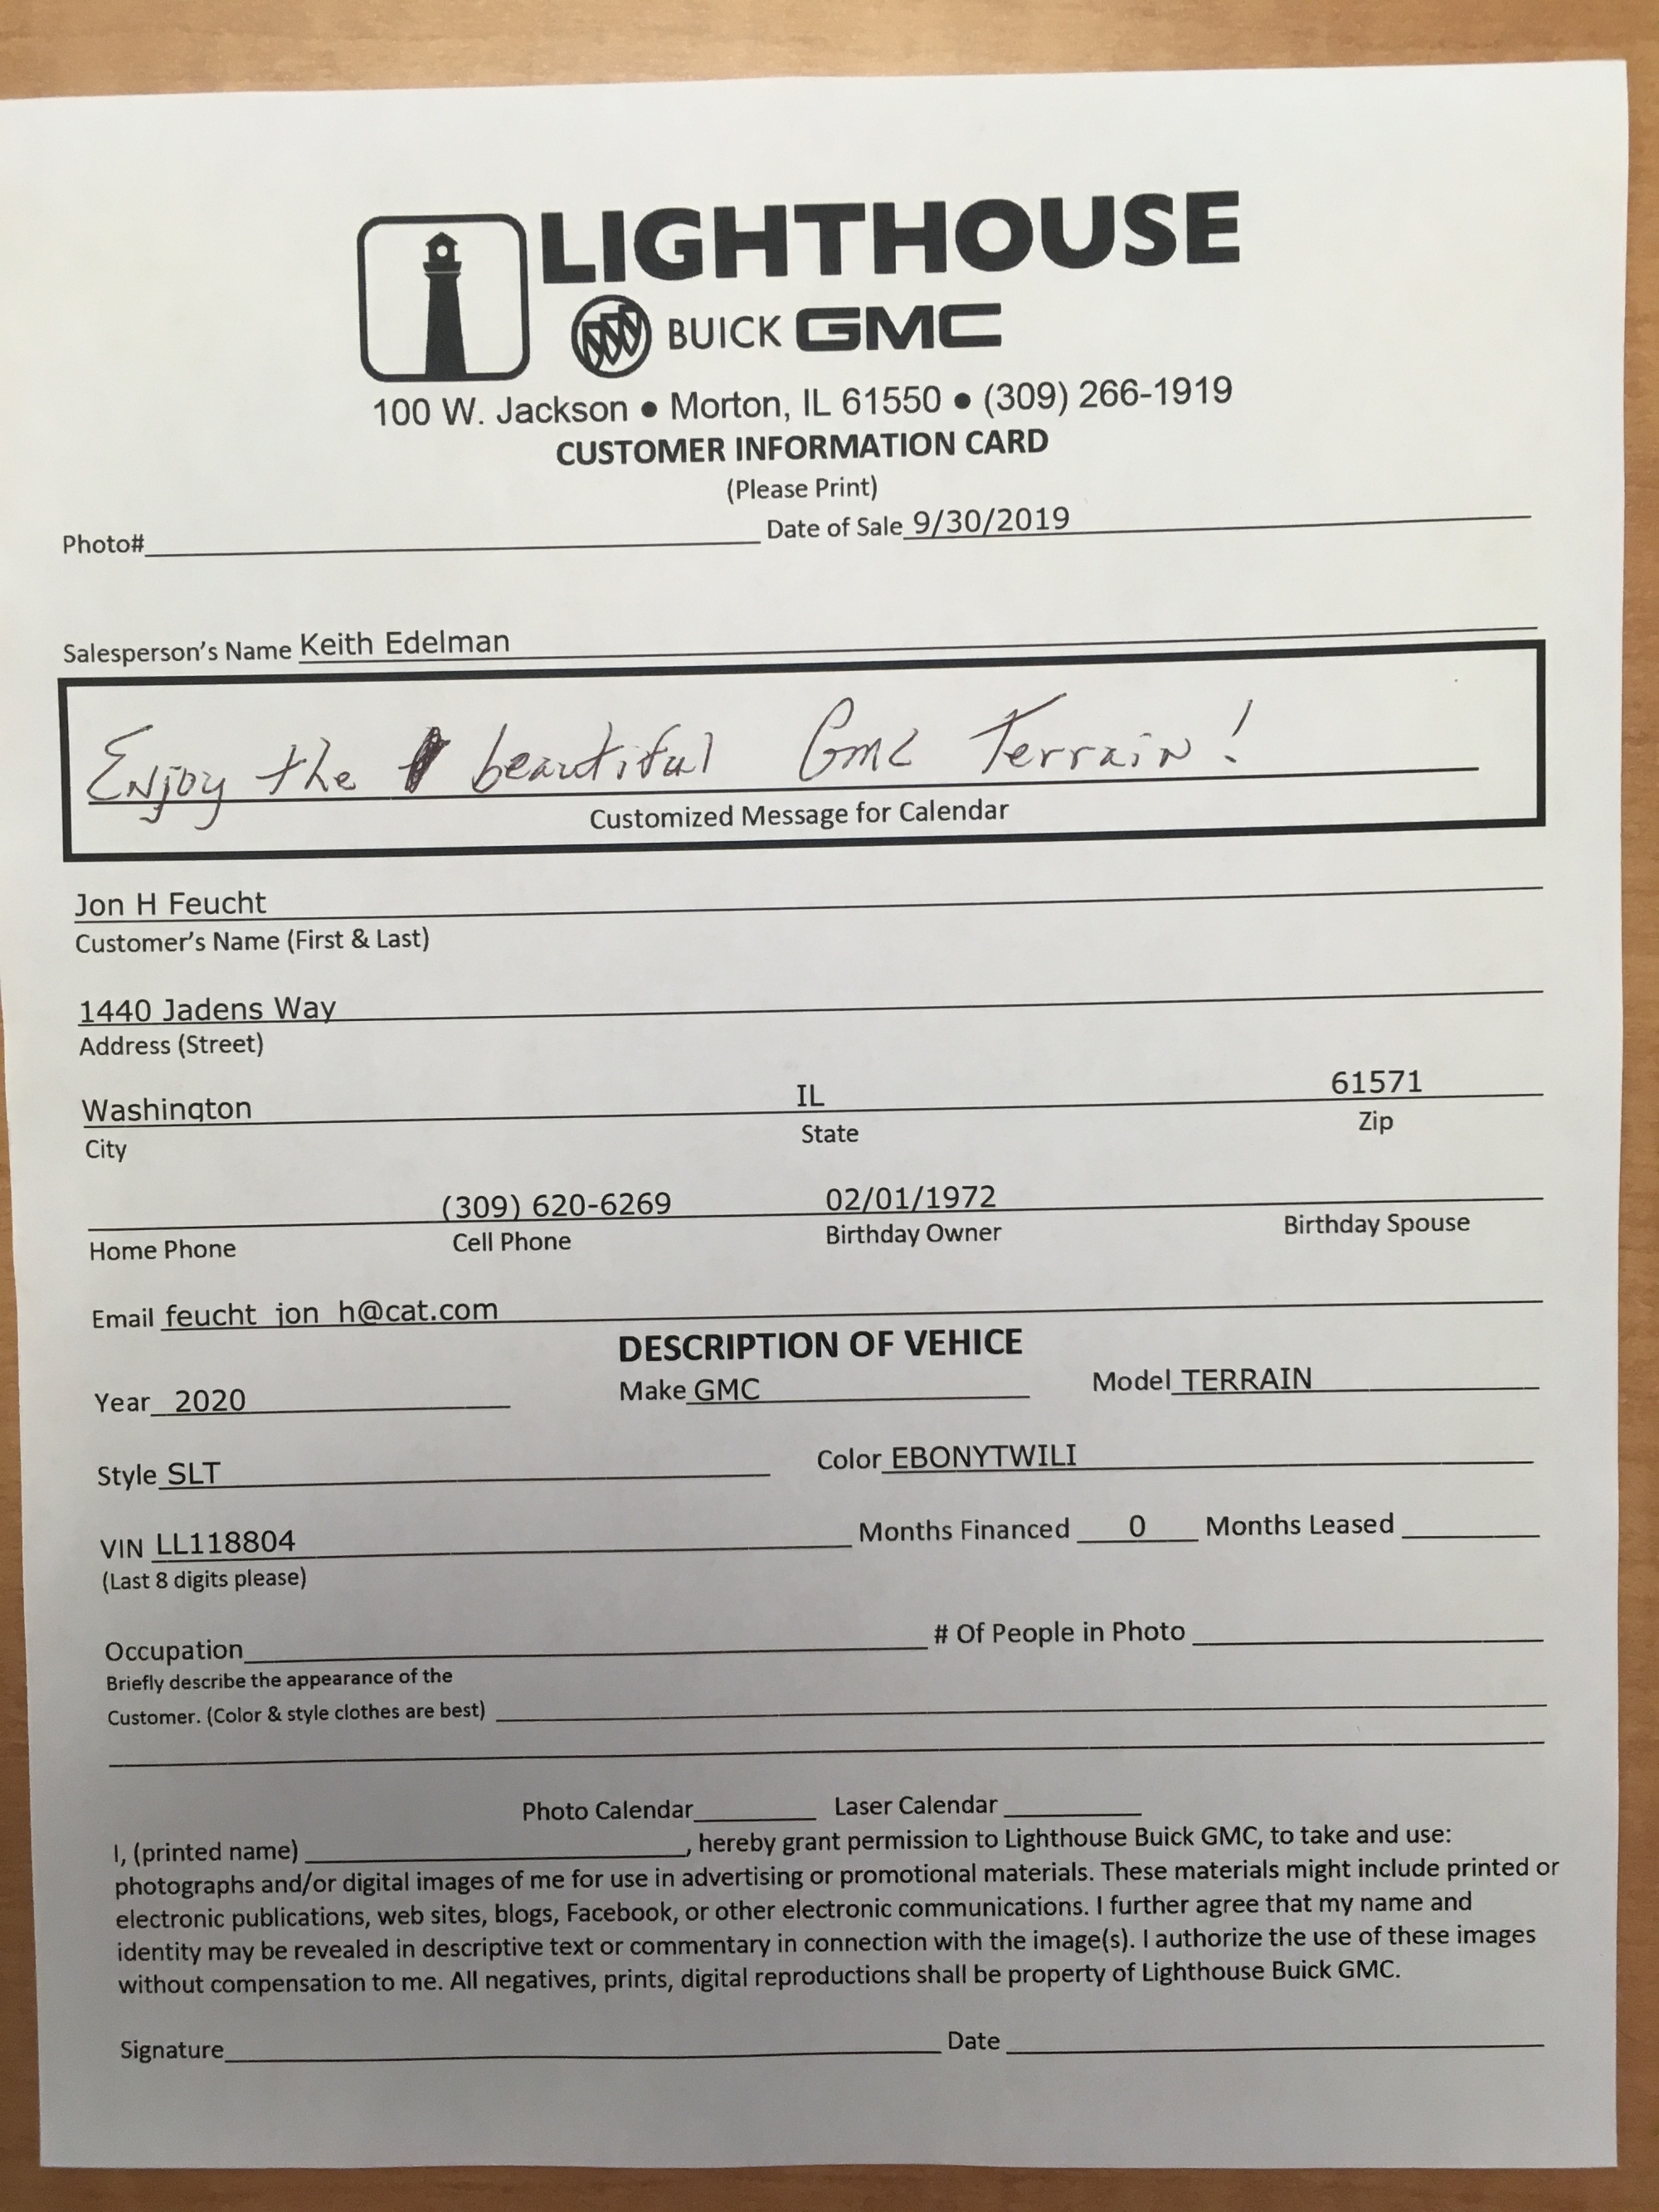 LIGHTHOUSE
BUICK GMC
100 W. Jackson ● Morton, IL 61550 ● (309) 266-1919
CUSTOMER INFORMATION CARD
(Please Print)
Photo#____ Date of Sale 9/30/2019
Salesperson's Name Keith Edelman
Enjoy the beautiful GMC Terrain!
Customized Message for Calendar
Jon H Feucht
Customer's Name (First & Last)
1440 Jadens Way
Address (Street)
Washington IL 61571
City State Zip
(309) 620-6269 02/01/1972
Home Phone Cell Phone Birthday Owner Birthday Spouse
Email feucht_jon_h@cat.com
DESCRIPTION OF VEHICE
Year 2020 Make GMC Model TERRAIN
Style SLT Color EBONYTWILI
VIN LL118804 Months Financed 0 Months Leased ____
(Last 8 digits please)
Occupation____ # Of People in Photo ____
Briefly describe the appearance of the
Customer. (Color & style clothes are best) ____
Photo Calendar____ Laser Calendar ____
I, (printed name) ____, hereby grant permission to Lighthouse Buick GMC, to take and use:
photographs and/or digital images of me for use in advertising or promotional materials. These materials might include printed or
electronic publications, web sites, blogs, Facebook, or other electronic communications. I further agree that my name and
identity may be revealed in descriptive text or commentary in connection with the image(s). I authorize the use of these images
without compensation to me. All negatives, prints, digital reproductions shall be property of Lighthouse Buick GMC.
Signature____ Date ____